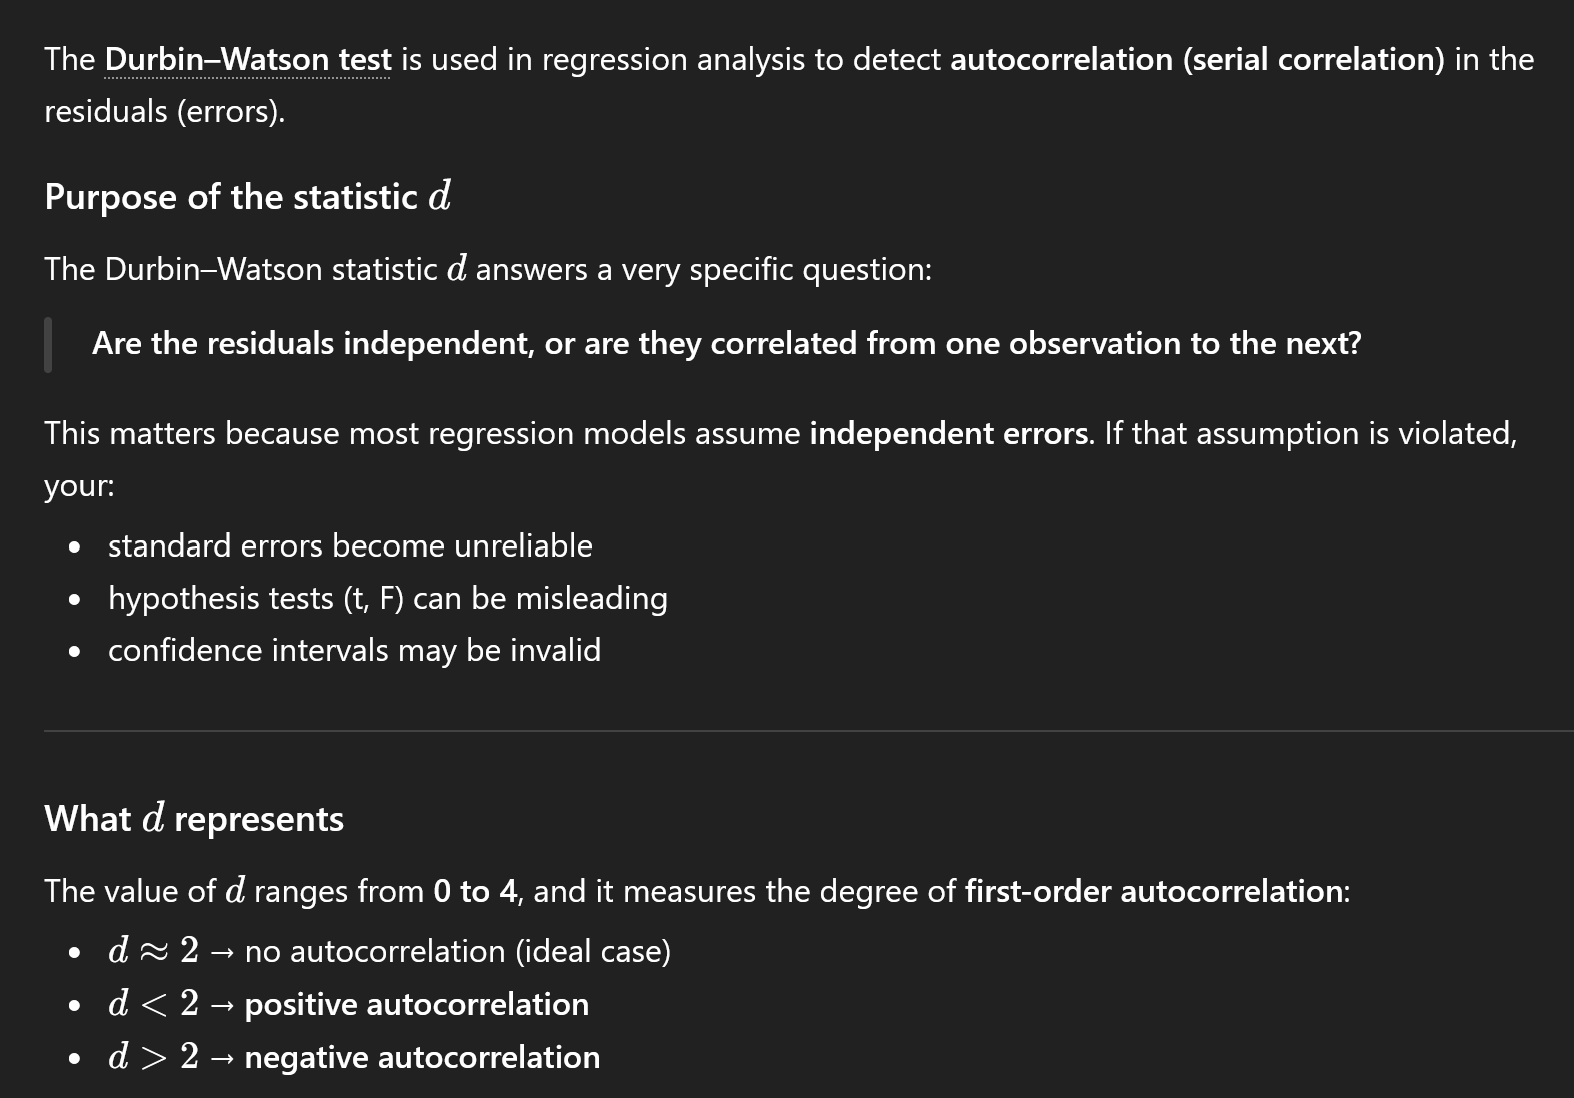 The Durbin–Watson test is used in regression analysis to detect autocorrelation (serial correlation) in the
residuals (errors).
Purpose of the statistic d
The Durbin–Watson statistic d answers a very specific question:
Are the residuals independent, or are they correlated from one observation to the next?
This matters because most regression models assume independent errors. If that assumption is violated,
your:
• standard errors become unreliable
• hypothesis tests (t, F) can be misleading
• confidence intervals may be invalid
What d represents
The value of d ranges from 0 to 4, and it measures the degree of first-order autocorrelation:
• d ≈ 2 → no autocorrelation (ideal case)
• d < 2 → positive autocorrelation
• d > 2 → negative autocorrelation